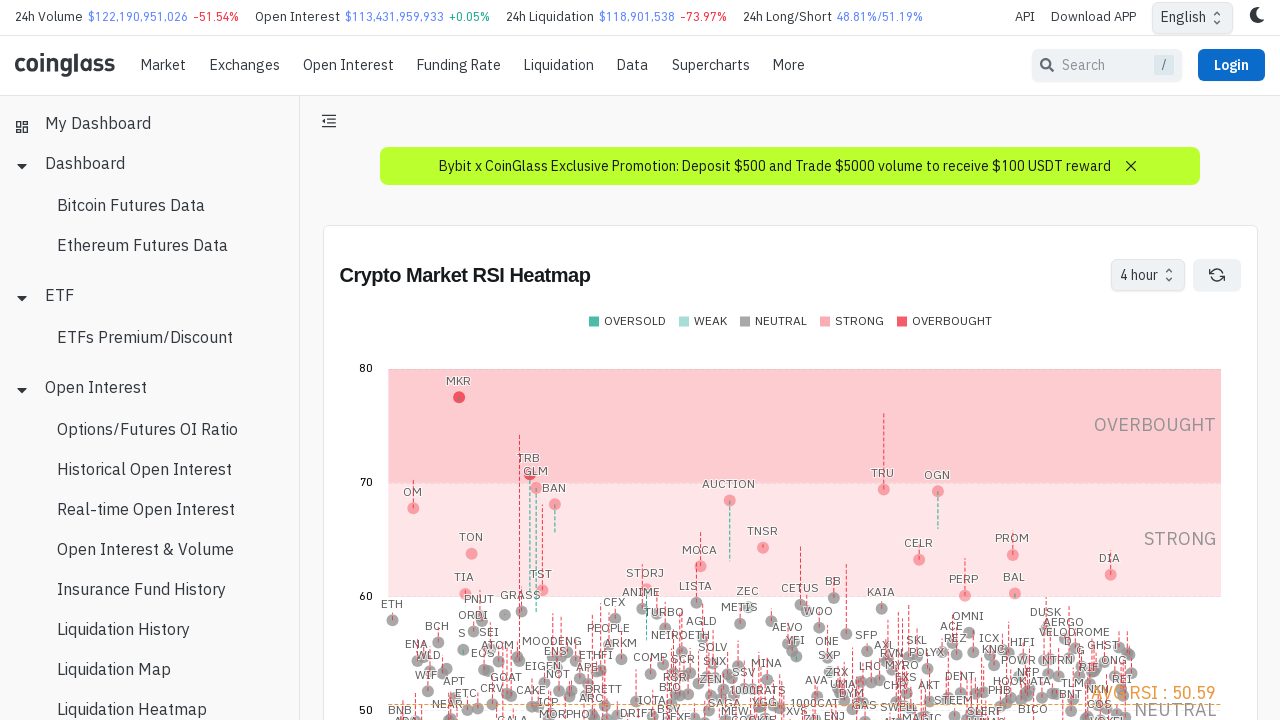 24h Volume $122,190,951,026 -51.54% Open Interest $113,431,959,933 +0.05% 24h Liquidation $118,901,538 -73.97% 24h Long/Short 48.81%/51.19% API Download APP English
coinglass Market Exchanges Open Interest Funding Rate Liquidation Data Supercharts More Search / Login
My Dashboard
Dashboard
Bitcoin Futures Data
Ethereum Futures Data
ETF
ETFs Premium/Discount
Open Interest
Options/Futures OI Ratio
Historical Open Interest
Real-time Open Interest
Open Interest & Volume
Insurance Fund History
Liquidation History
Liquidation Map
Liquidation Heatmap
Bybit x CoinGlass Exclusive Promotion: Deposit $500 and Trade $5000 volume to receive $100 USDT reward
Crypto Market RSI Heatmap 4 hour
OVERSOLD WEAK NEUTRAL STRONG OVERBOUGHT
80
MKR
OVERBOUGHT
TRB
GLM TRU OGN
70
OM BAN AUCTION
TON TNSR CELR PROM STRONG
MOCA DIA
TIA TST STORJ LISTA PERP BAL
60
ETH PNUT GRASS CFX ANIME ZEC CETUS BB KAIA
ORDI TURBO METIS WOO OMNI DUSK
BCH S SEI PEOPLE NEIROETH AGLD AEVO SFP ACE AERGO
ENA ATOM MOODENG ARKM SOLV YFI ONE AXL SKL REZ ICX HIFI VELODROME
WLD EOS ENS ETHFI COMP SCR SNX MINA SXP RVN POLYX KNC GHST
WIF EIGEN APE SSV ZRX LRC MYRO POWR NTRN RIF ONG
APT GOAT NOT RSR ZEN AVA DENT NFP REI
ETC CRV CAKE BRETT BIO 1000RATS CHR AKT PHB HOOK TLM NKN
NEAR ICP IOTA SAGA 1000CAT GAS STEEM BNT AVG RSI : 50.59
BNB MORPHO DRIFT BSV MEW XVS SWELL BICO NEUTRAL
50